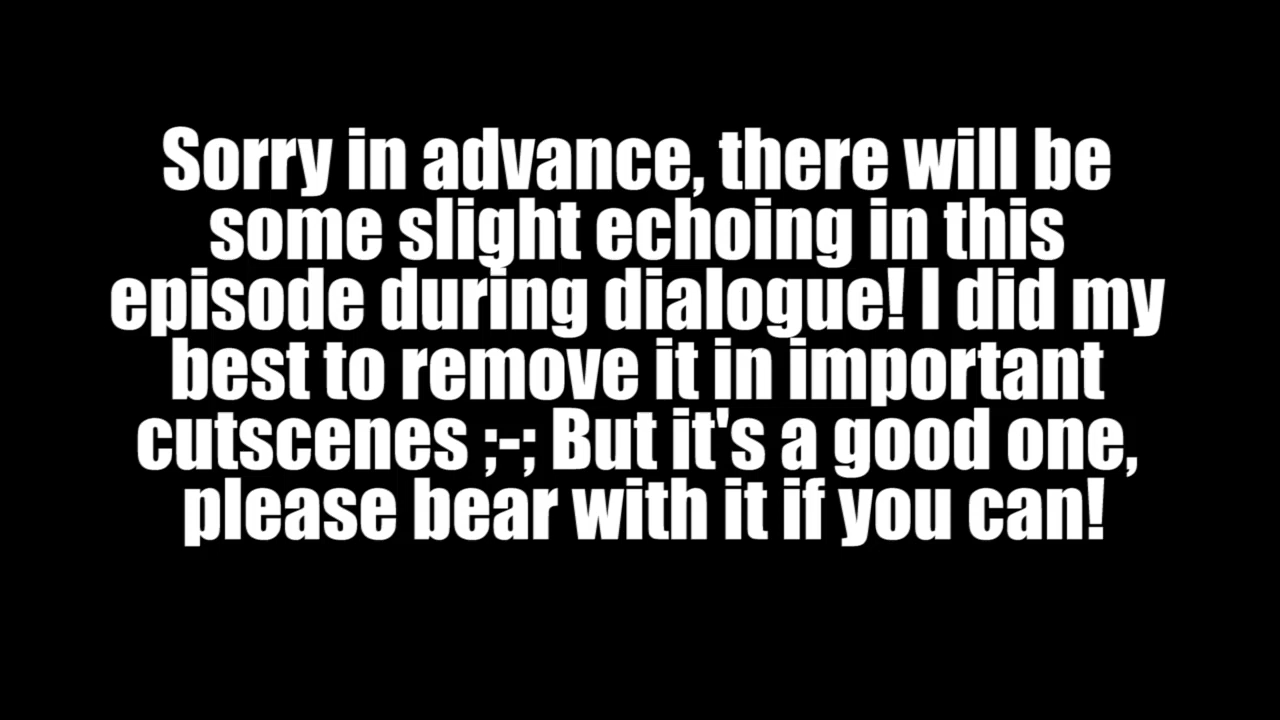 Sorry in advance, there will be
some slight echoing in this
episode during dialogue! I did my
best to remove it in important
cutscenes ;-; But it's a good one,
please bear with it if you can!